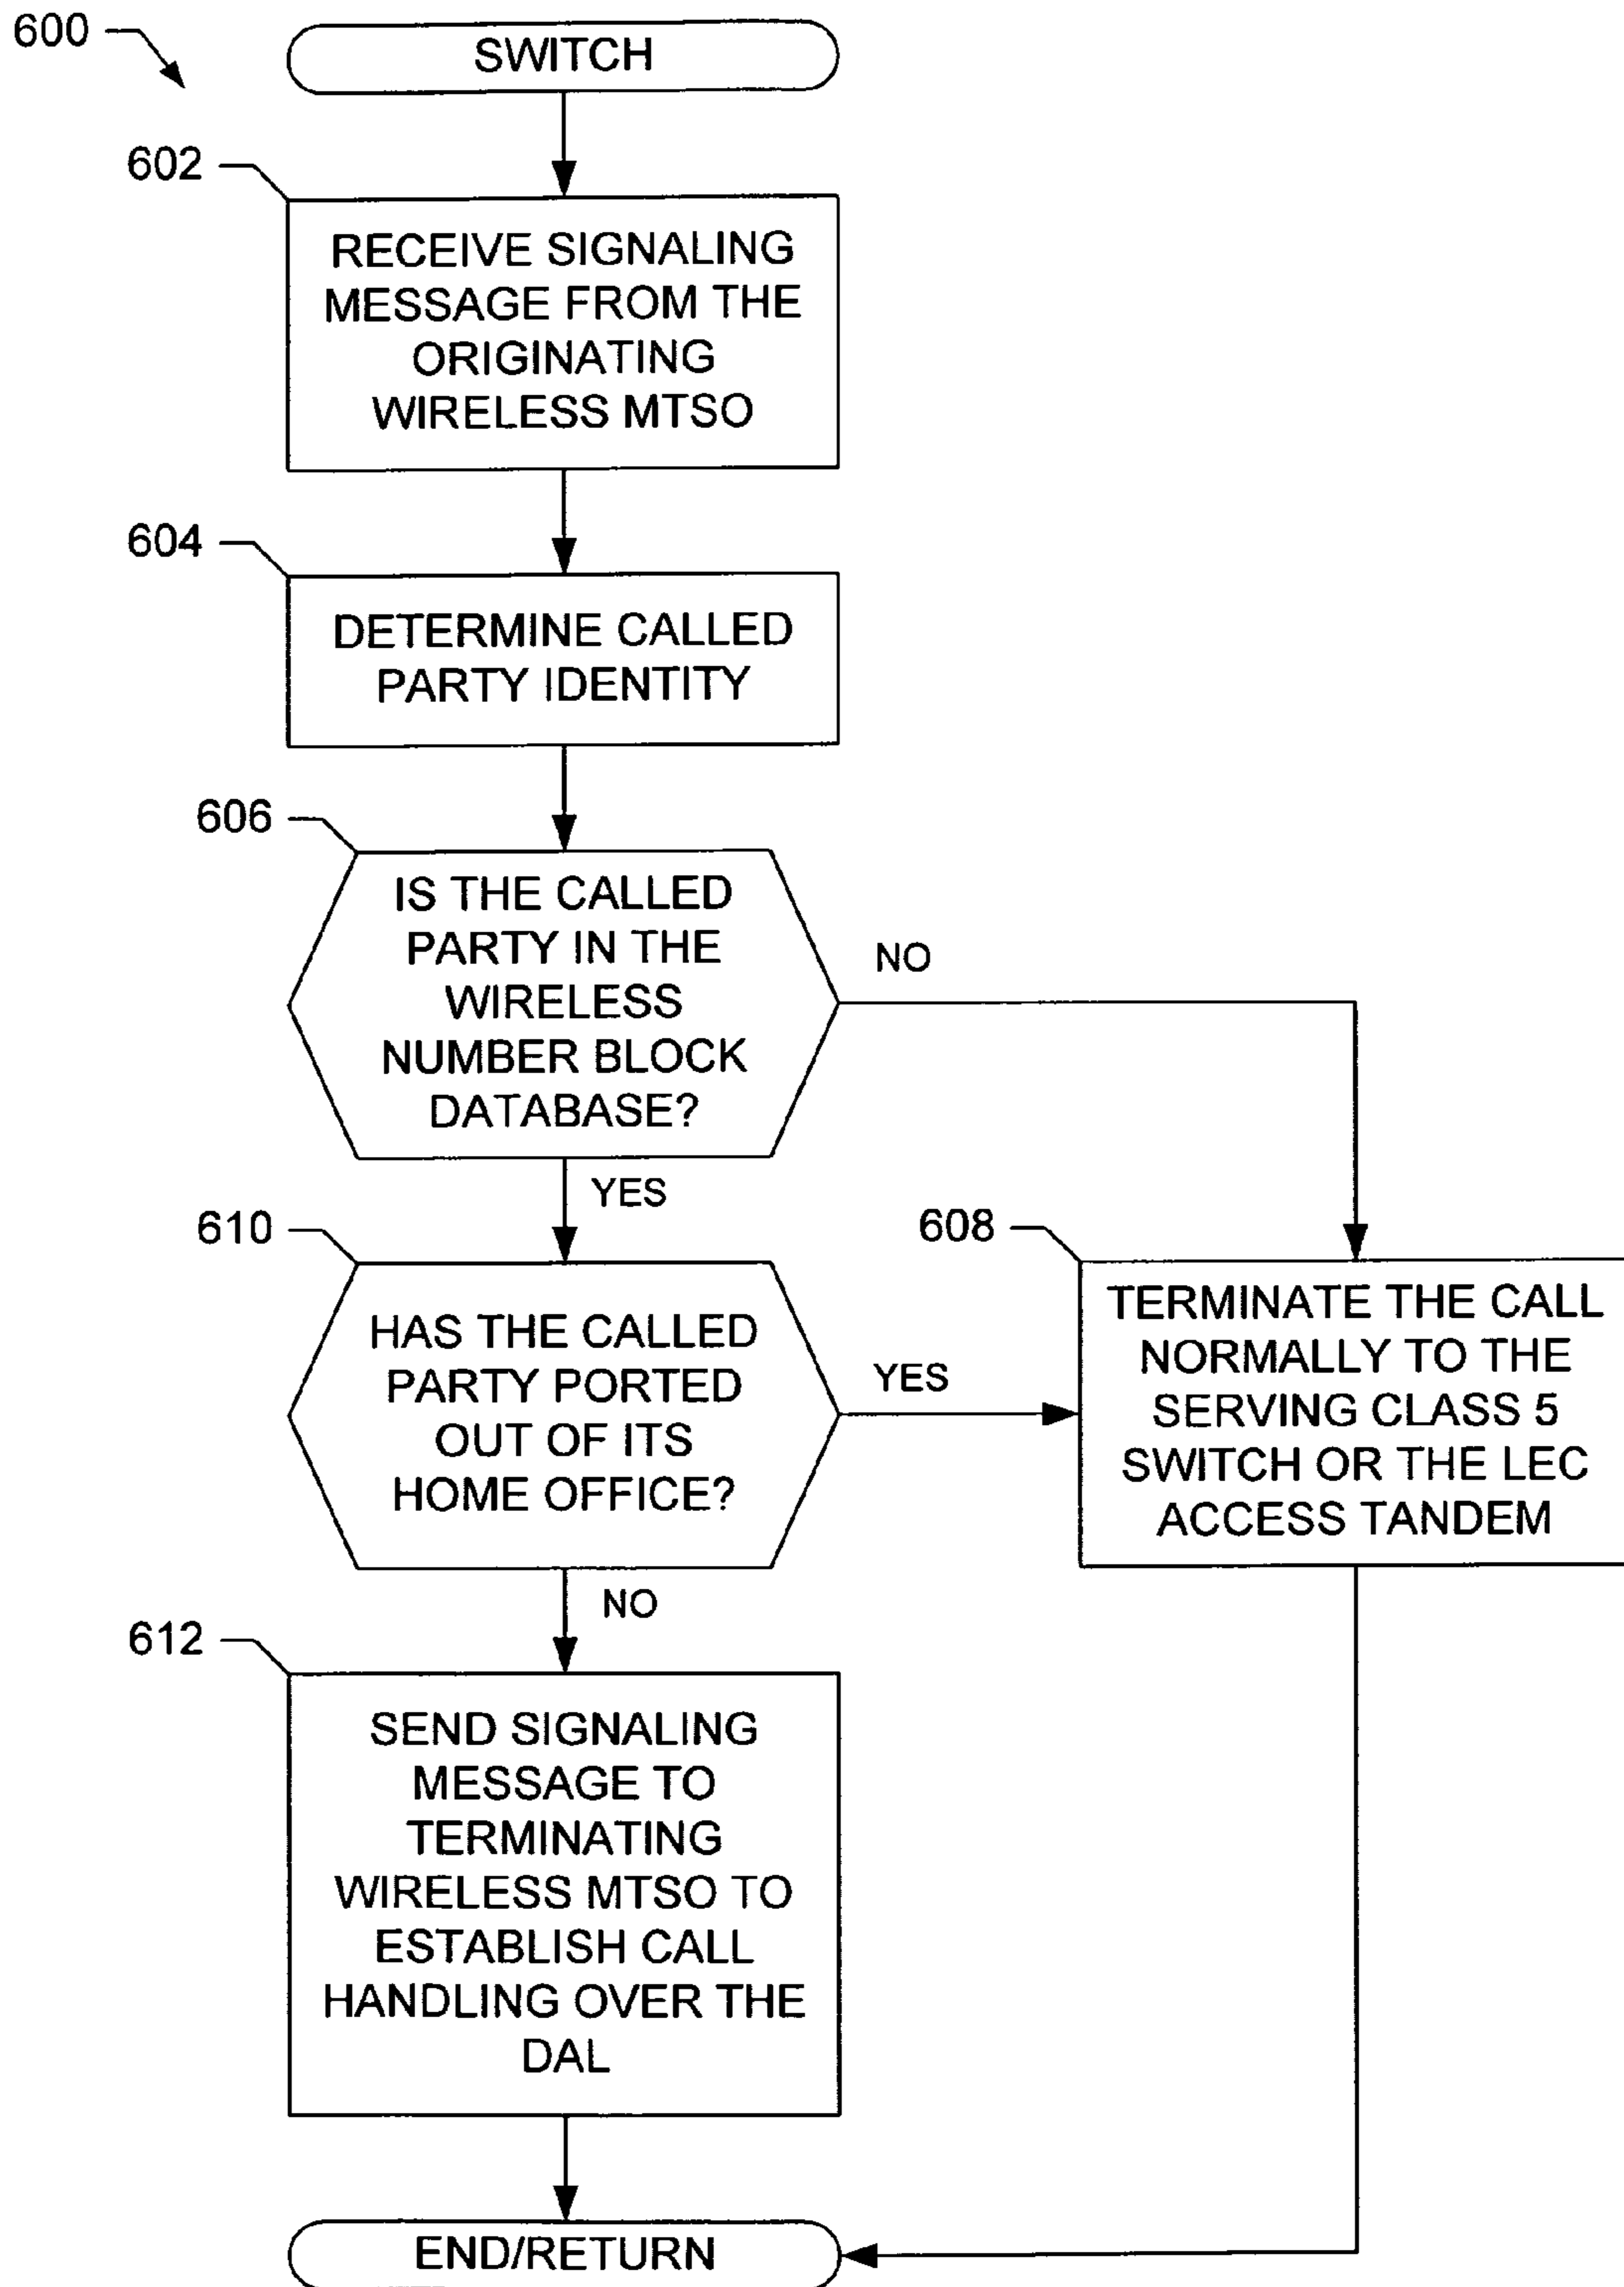 600
SWITCH
602
RECEIVE SIGNALING
MESSAGE FROM THE
ORIGINATING
WIRELESS MTSO
604
DETERMINE CALLED
PARTY IDENTITY
606
IS THE CALLED
PARTY IN THE
WIRELESS
NUMBER BLOCK
DATABASE?
NO
YES
610
HAS THE CALLED
PARTY PORTED
OUT OF ITS
HOME OFFICE?
YES
608
TERMINATE THE CALL
NORMALLY TO THE
SERVING CLASS 5
SWITCH OR THE LEC
ACCESS TANDEM
NO
612
SEND SIGNALING
MESSAGE TO
TERMINATING
WIRELESS MTSO TO
ESTABLISH CALL
HANDLING OVER THE
DAL
END/RETURN